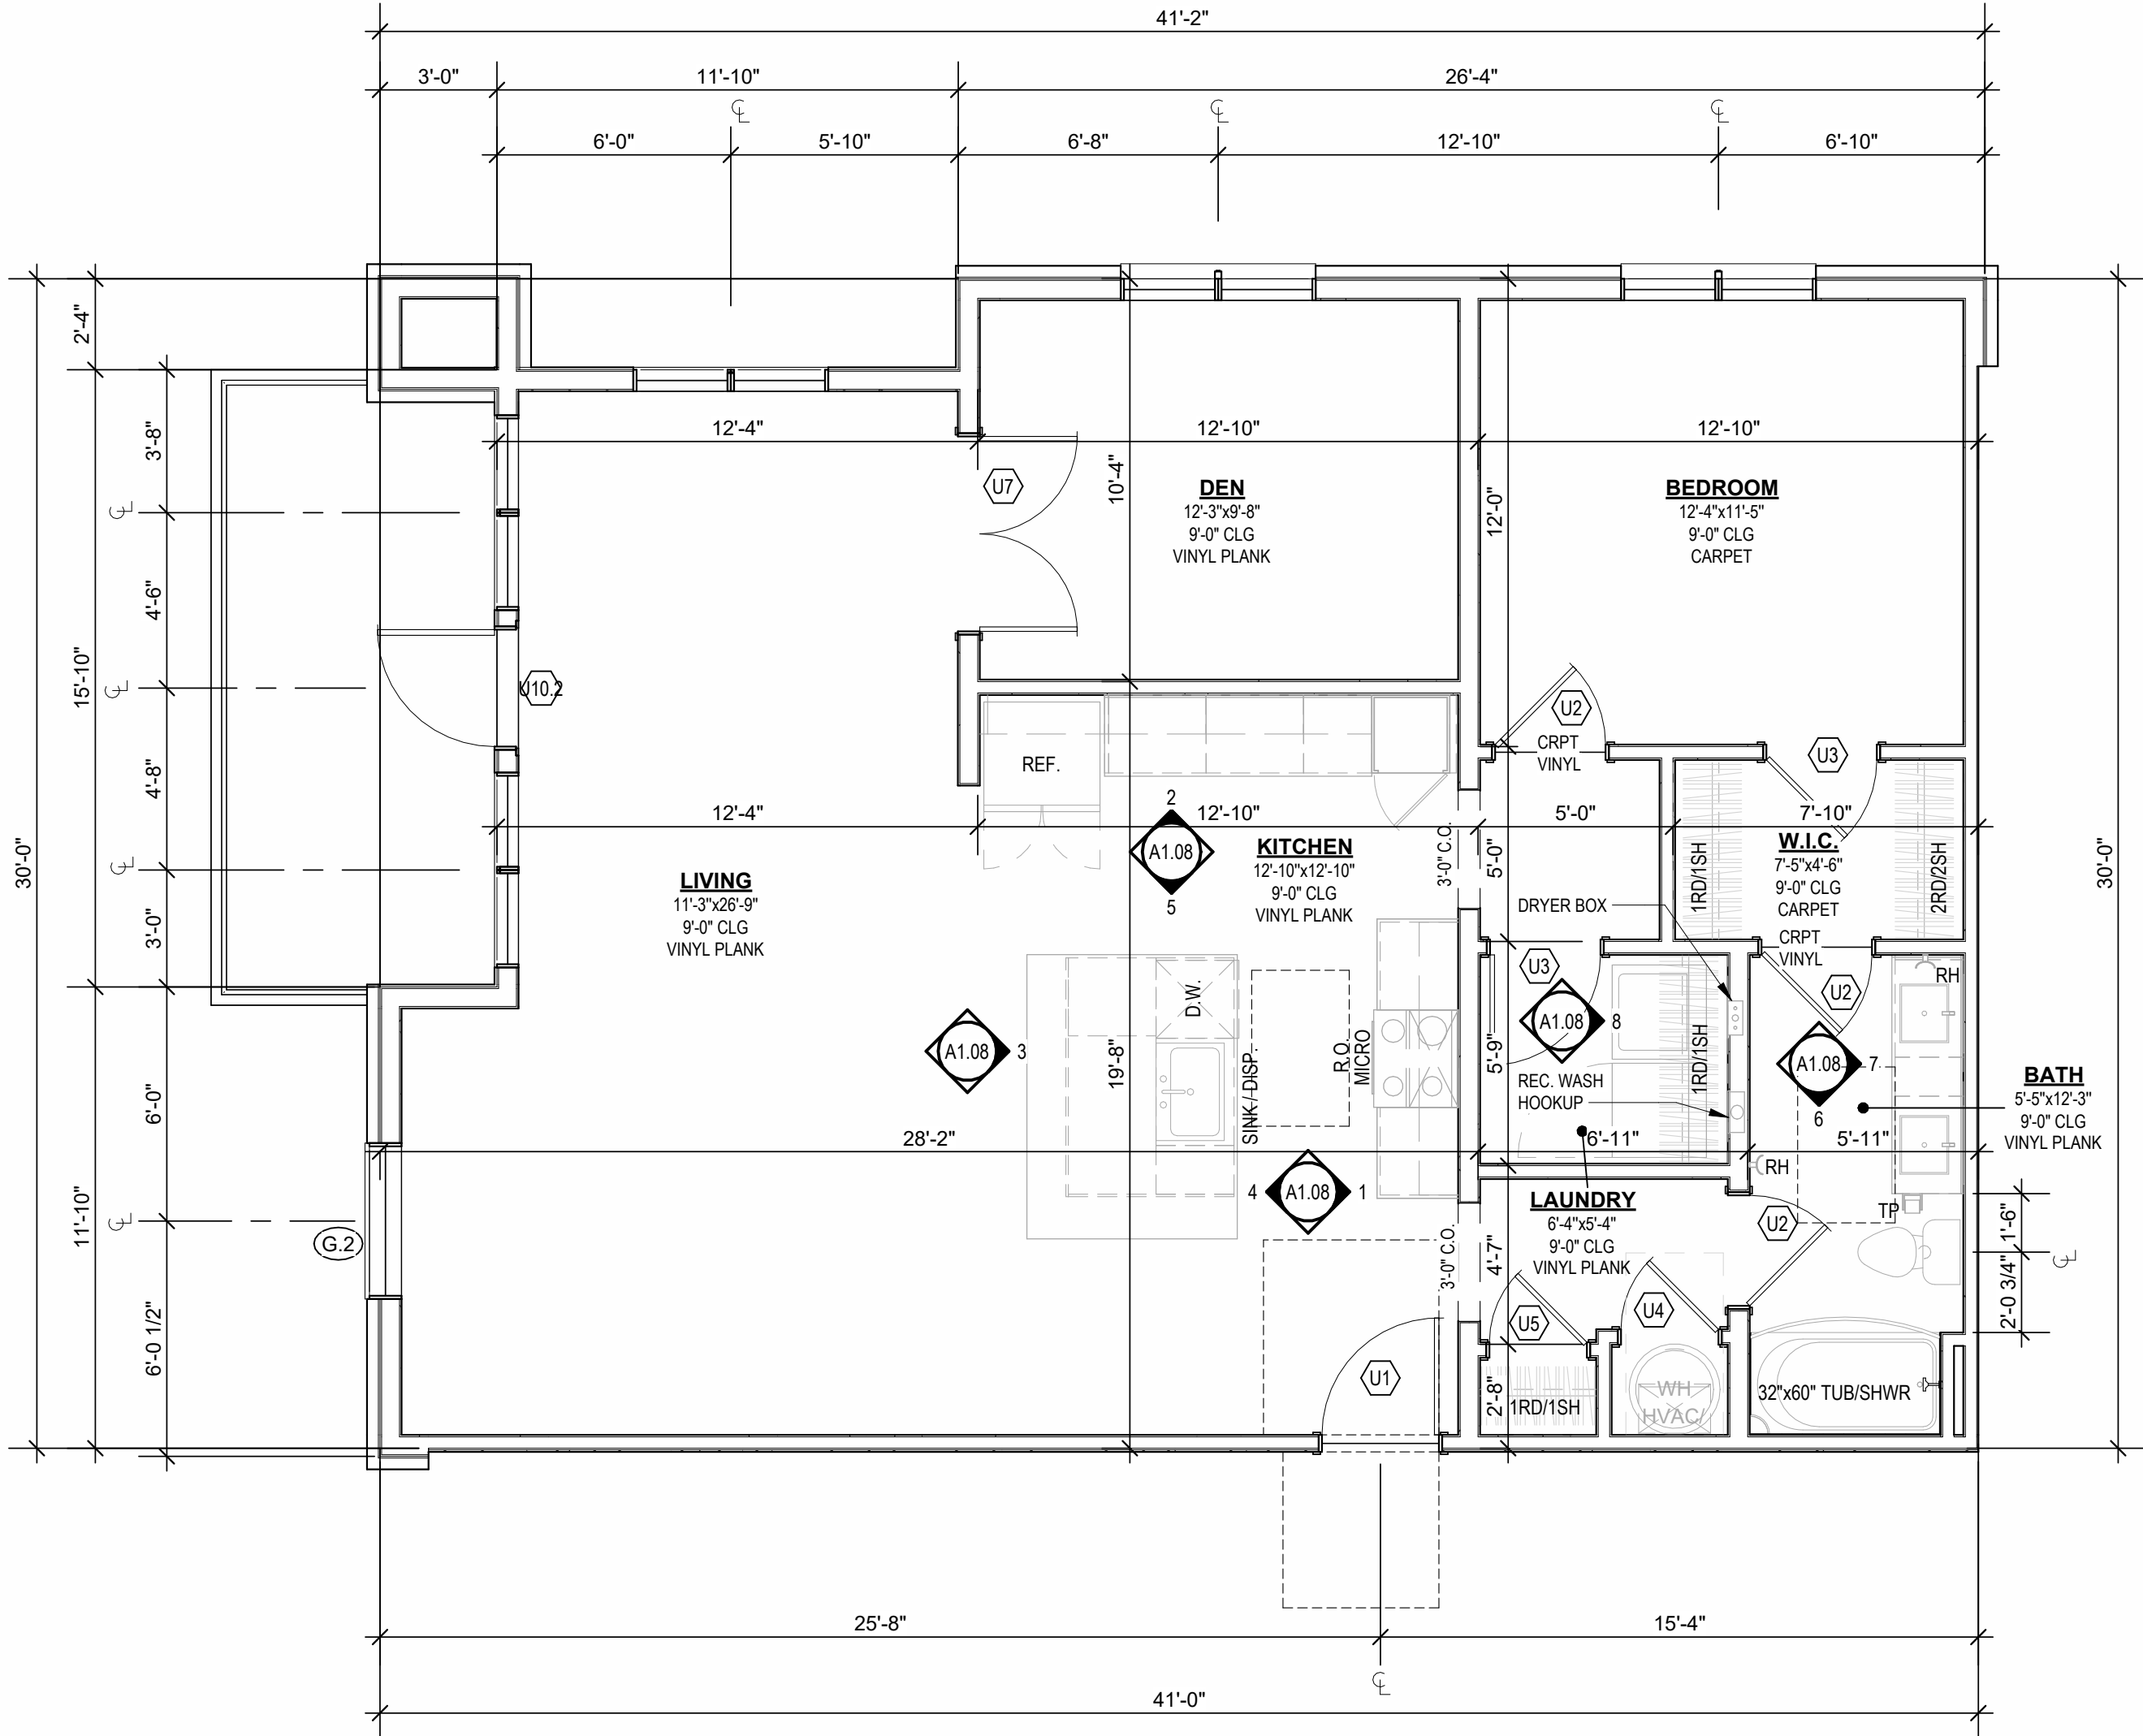 41'-2"
3'-0"
11'-10"
26'-4"
℄
℄
℄
6'-0"
5'-10"
6'-8"
12'-10"
6'-10"
2'-4"
3'-8"
12'-4"
12'-10"
12'-10"
10'-4"
U7
DEN
12'-3"x9'-8"
9'-0" CLG
VINYL PLANK
12'-0"
BEDROOM
12'-4"x11'-5"
9'-0" CLG
CARPET
℄
4'-6"
15'-10"
℄
U10.2
U2
CRPT
VINYL
U3
REF.
4'-8"
12'-4"
2
A1.08
5
12'-10"
KITCHEN
12'-10"x12'-10"
9'-0" CLG
VINYL PLANK
3'-0" C.O.
5'-0"
5'-0"
7'-10"
W.I.C.
7'-5"x4'-6"
9'-0" CLG
CARPET
1RD/1SH
2RD/2SH
30'-0"
30'-0"
℄
LIVING
11'-3"x26'-9"
9'-0" CLG
VINYL PLANK
3'-0"
DRYER BOX
CRPT
VINYL
U3
U2
RH
D.W.
A1.08
3
19'-8"
SINK / DISP.
R.O.
MICRO
5'-9"
A1.08
8
1RD/1SH
A1.08
7
6
REC. WASH
HOOKUP
BATH
5'-5"x12'-3"
9'-0" CLG
VINYL PLANK
6'-0"
28'-2"
6'-11"
5'-11"
RH
4
A1.08
1
LAUNDRY
6'-4"x5'-4"
9'-0" CLG
VINYL PLANK
TP
U2
1'-6"
℄
2'-0 3/4"
11'-10"
℄
G.2
3'-0" C.O.
4'-7"
U5
U4
6'-0 1/2"
U1
2'-8"
1RD/1SH
WH
HVAC/
32"x60" TUB/SHWR
25'-8"
15'-4"
℄
41'-0"